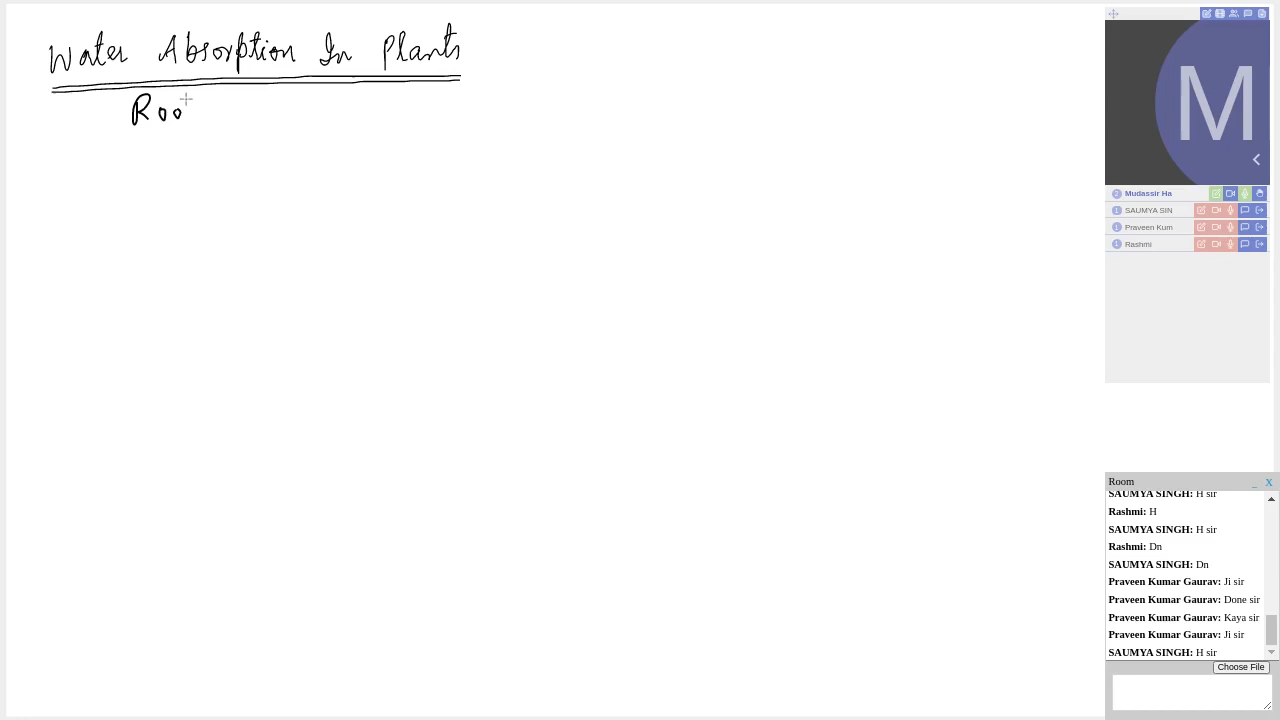 Water Absorption In Plants
Roo
M
Mudassir Ha
SAUMYA SIN
Praveen Kum
Rashmi
Room
_ X
SAUMYA SINGH: H sir
Rashmi: H
SAUMYA SINGH: H sir
Rashmi: Dn
SAUMYA SINGH: Dn
Praveen Kumar Gaurav: Ji sir
Praveen Kumar Gaurav: Done sir
Praveen Kumar Gaurav: Kaya sir
Praveen Kumar Gaurav: Ji sir
SAUMYA SINGH: H sir
Choose File